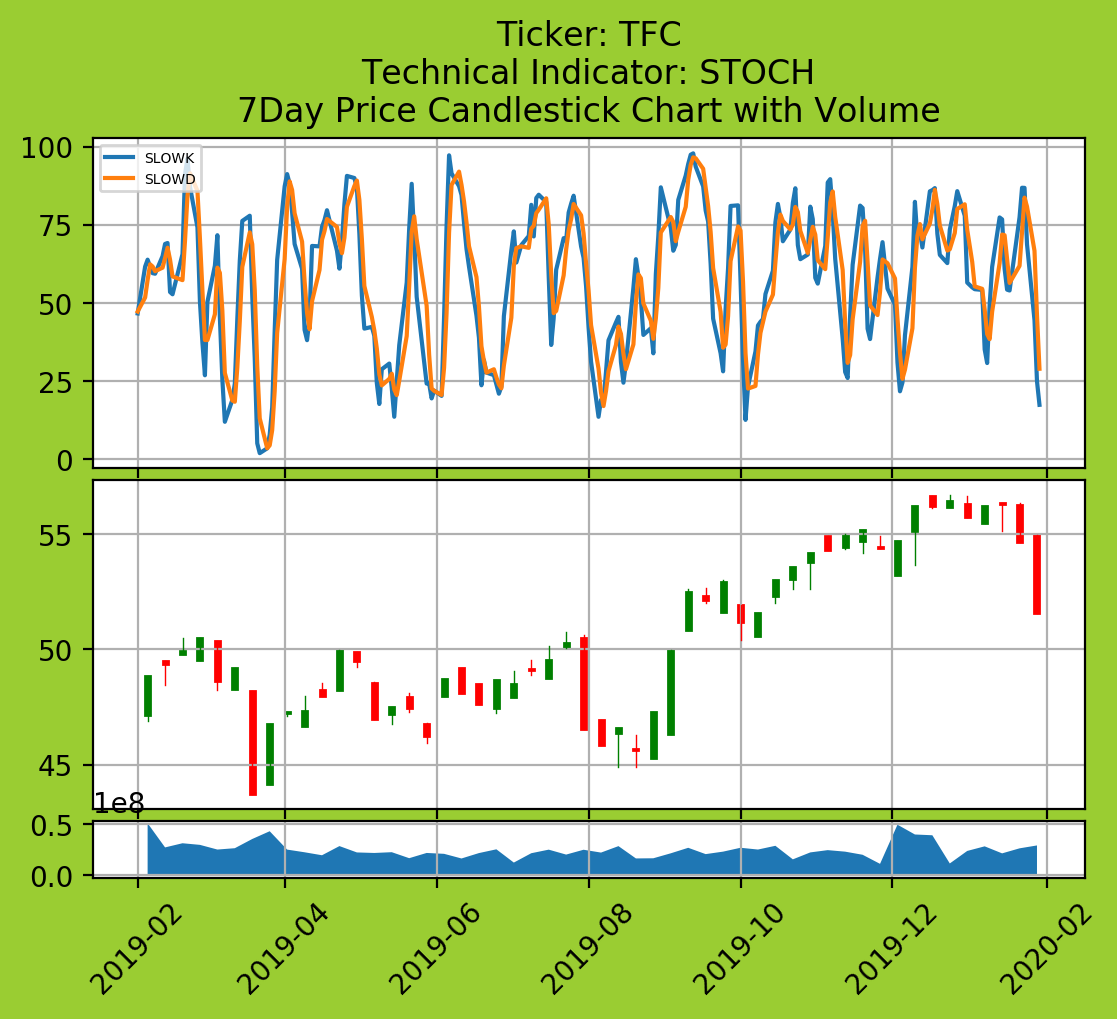 Ticker: TFC
Technical Indicator: STOCH
7Day Price Candlestick Chart with Volume
100
75
50
25
0
SLOWK
SLOWD
55
50
45
1e8
0.5
0.0
2019-02
2019-04
2019-06
2019-08
2019-10
2019-12
2020-02